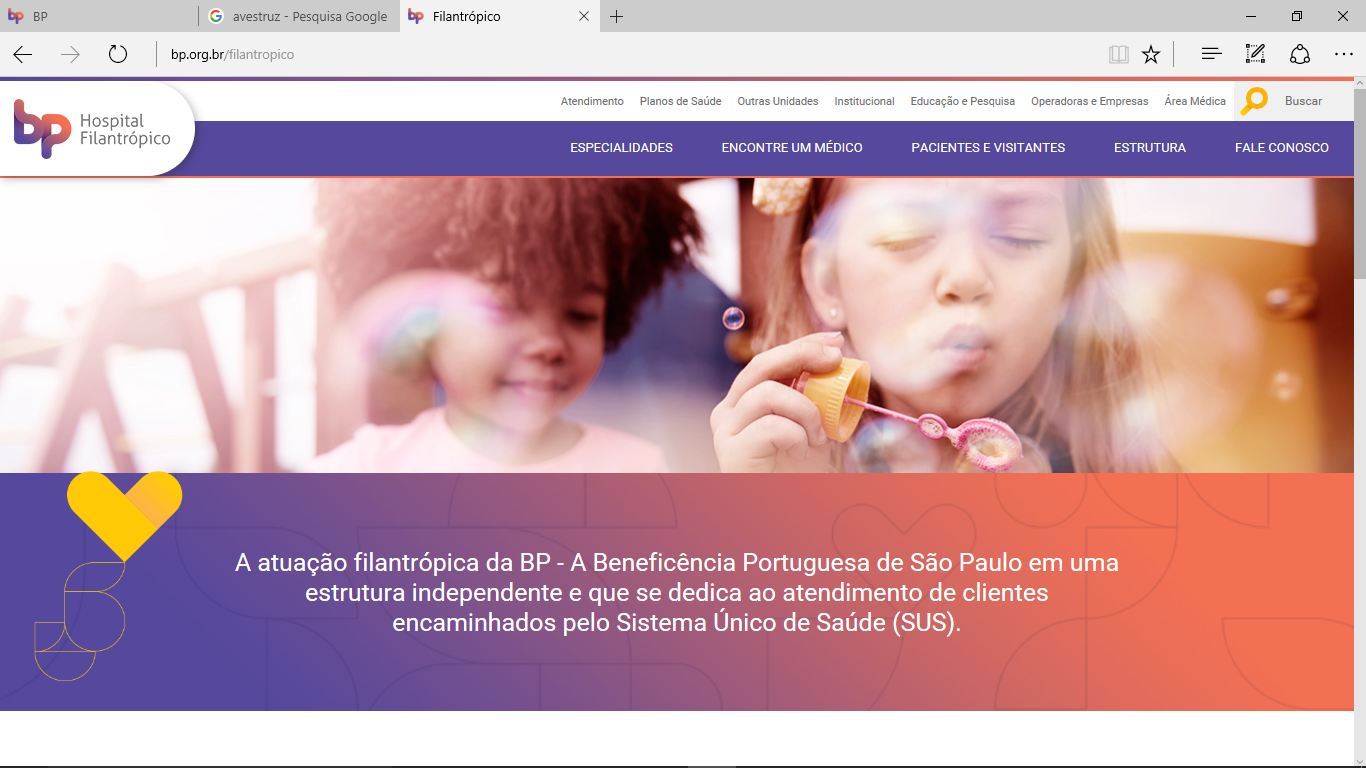 BP
avestruz - Pesquisa Google
Filantrópico
bp.org.br/filantropico
Atendimento Planos de Saúde Outras Unidades Institucional Educação e Pesquisa Operadoras e Empresas Área Médica Buscar
bp Hospital
Filantrópico
ESPECIALIDADES ENCONTRE UM MÉDICO PACIENTES E VISITANTES ESTRUTURA FALE CONOSCO
A atuação filantrópica da BP - A Beneficência Portuguesa de São Paulo em uma
estrutura independente e que se dedica ao atendimento de clientes
encaminhados pelo Sistema Único de Saúde (SUS).